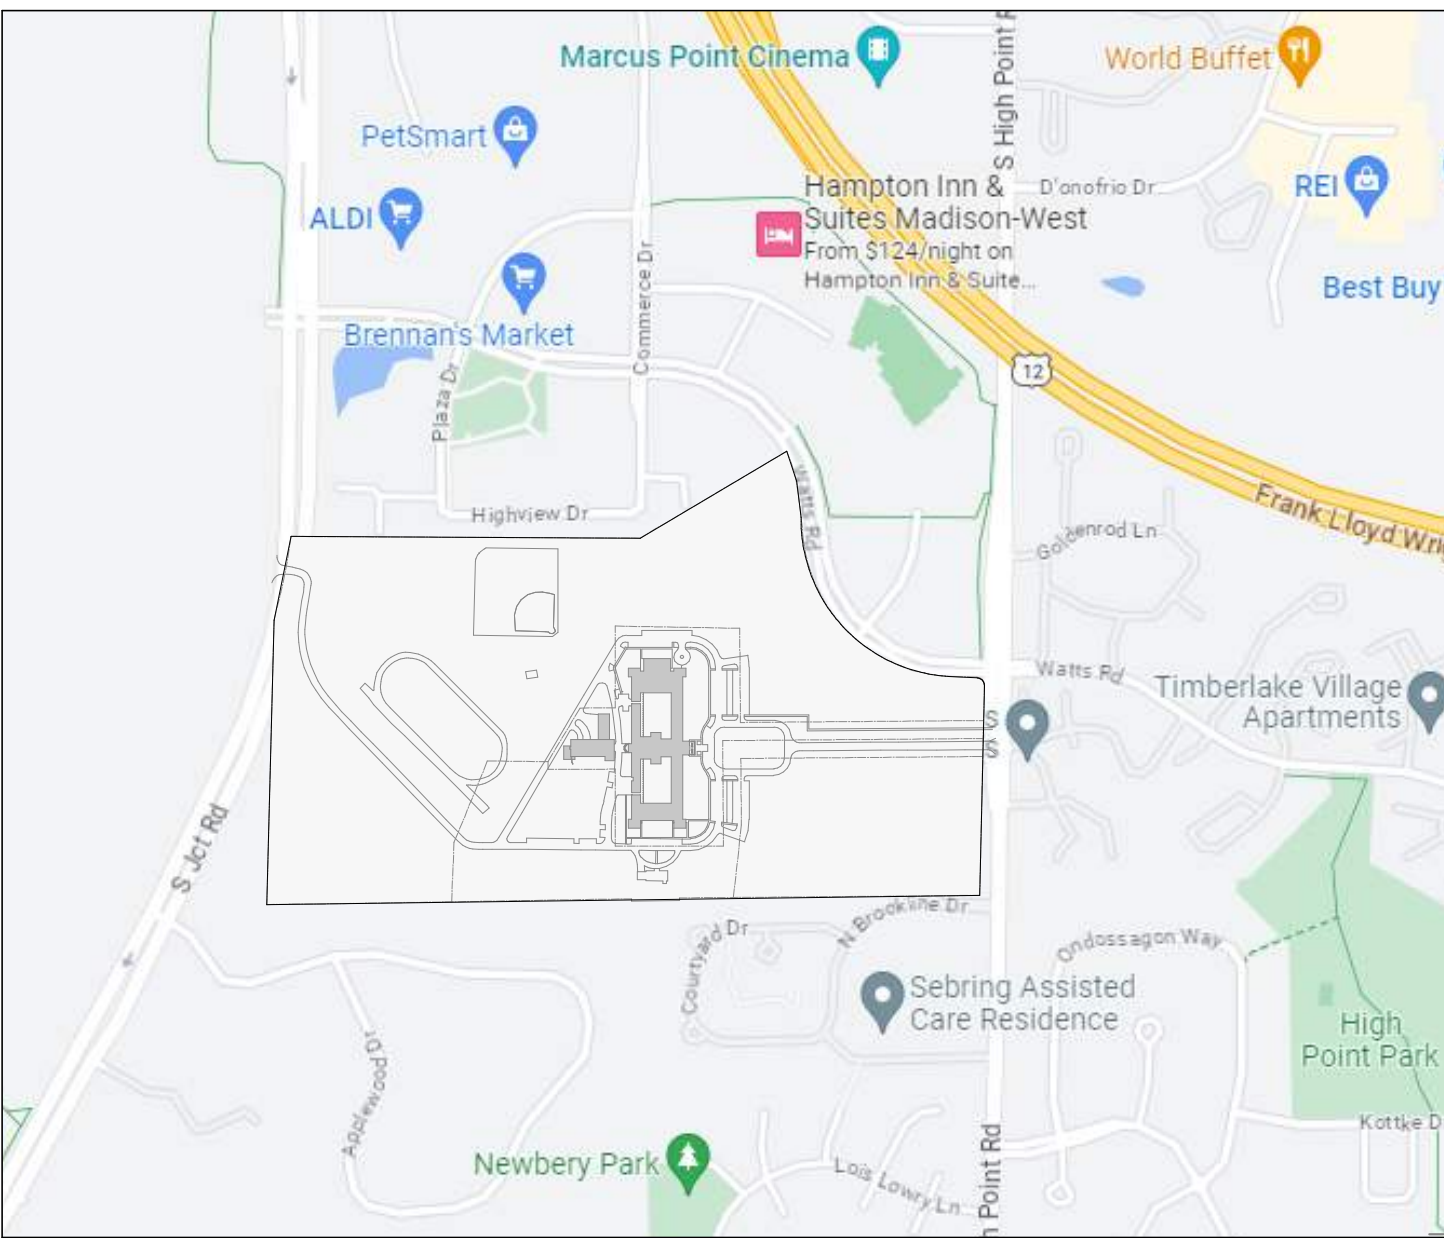 Marcus Point Cinema
S High Point R
World Buffet
PetSmart
Hampton Inn &
Suites Madison-West
From $124/night on
Hampton Inn & Suite...
D'onofrio Dr
REI
ALDI
Commerce Dr
Best Buy
Brennan's Market
Plaza Dr
12
Highview Dr
Watts Rd
Frank Lloyd Wri
Goldenrod Ln
Watts Rd
Timberlake Village
Apartments
S
S
S Jct Rd
N Brookline Dr
Courtyard Dr
Ondossagon Way
Sebring Assisted
Care Residence
High
Point Park
Applewood Dr
Kottke D
Newbery Park
Lois Lowry Ln
Point Rd